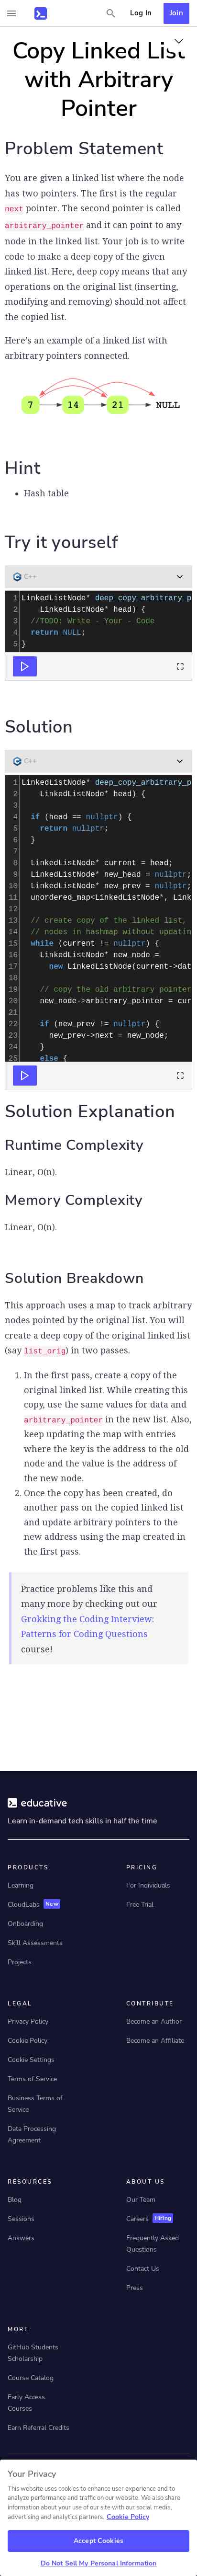 Log In
Join
Copy Linked List
with Arbitrary
Pointer
Problem Statement
You are given a linked list where the node
has two pointers. The first is the regular
next pointer. The second pointer is called
arbitrary_pointer and it can point to any
node in the linked list. Your job is to write
code to make a deep copy of the given
linked list. Here, deep copy means that any
operations on the original list (inserting,
modifying and removing) should not affect
the copied list.
Here’s an example of a linked list with
arbitrary pointers connected.
7 14 21 NULL
Hint
• Hash table
Try it yourself
C++
1 LinkedListNode* deep_copy_arbitrary_p
2 LinkedListNode* head) {
3 //TODO: Write - Your - Code
4 return NULL;
5 }
Solution
C++
1 LinkedListNode* deep_copy_arbitrary_p
2 LinkedListNode* head) {
3
4 if (head == nullptr) {
5 return nullptr;
6 }
7
8 LinkedListNode* current = head;
9 LinkedListNode* new_head = nullptr;
10 LinkedListNode* new_prev = nullptr;
11 unordered_map<LinkedListNode*, Link
12
13 // create copy of the linked list,
14 // nodes in hashmap without updatin
15 while (current != nullptr) {
16 LinkedListNode* new_node =
17 new LinkedListNode(current->dat
18
19 // copy the old arbitrary pointer
20 new_node->arbitrary_pointer = cur
21
22 if (new_prev != nullptr) {
23 new_prev->next = new_node;
24 }
25 else {
Solution Explanation
Runtime Complexity
Linear, O(n).
Memory Complexity
Linear, O(n).
Solution Breakdown
This approach uses a map to track arbitrary
nodes pointed by the original list. You will
create a deep copy of the original linked list
(say list_orig) in two passes.
1. In the first pass, create a copy of the
original linked list. While creating this
copy, use the same values for data and
arbitrary_pointer in the new list. Also,
keep updating the map with entries
where the key is the address to the old
node and the value is the address of
the new node.
2. Once the copy has been created, do
another pass on the copied linked list
and update arbitrary pointers to the
new address using the map created in
the first pass.
Practice problems like this and
many more by checking out our
Grokking the Coding Interview:
Patterns for Coding Questions
course!
educative
Learn in-demand tech skills in half the time
PRODUCTS
Learning
CloudLabs New
Onboarding
Skill Assessments
Projects
PRICING
For Individuals
Free Trial
LEGAL
Privacy Policy
Cookie Policy
Cookie Settings
Terms of Service
Business Terms of
Service
Data Processing
Agreement
CONTRIBUTE
Become an Author
Become an Affiliate
RESOURCES
Blog
Sessions
Answers
ABOUT US
Our Team
Careers Hiring
Frequently Asked
Questions
Contact Us
Press
MORE
GitHub Students
Scholarship
Course Catalog
Early Access
Courses
Earn Referral Credits
Your Privacy
This website uses cookies to enhance user experience and to
analyze performance and traffic on our website. We also share
information about your use of our site with our social media,
advertising and analytics partners. Cookie Policy
Accept Cookies
Do Not Sell My Personal Information